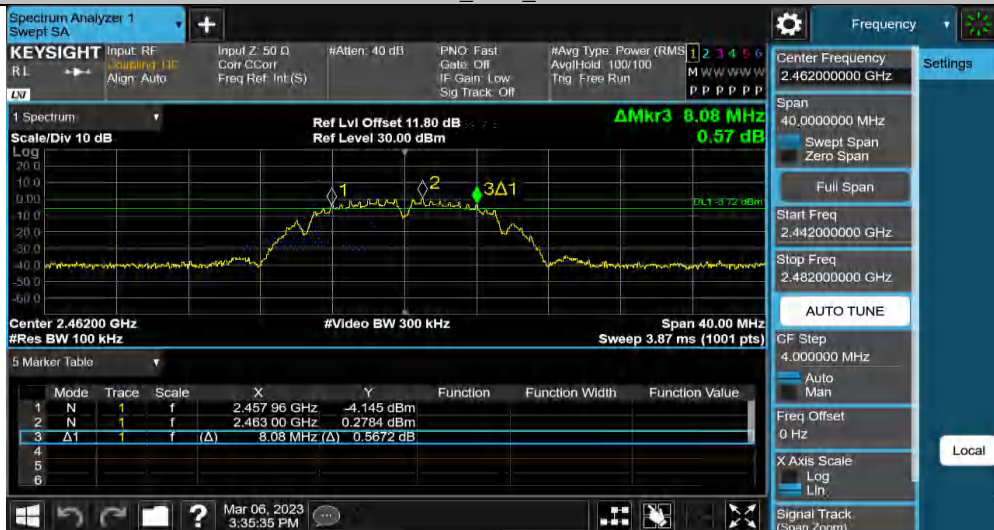 Spectrum Analyzer 1
Swept SA
+
Frequency
KEYSIGHT
RL
LXI
Input: RF
Coupling: DC
Align: Auto
Input Z: 50 Ω
Corr CCorr
Freq Ref: Int (S)
#Atten: 40 dB
PNO: Fast
Gate: Off
IF Gain: Low
Sig Track: Off
#Avg Type: Power (RMS
Avg|Hold: 100/100
Trig: Free Run
1 2 3 4 5 6
M W W W W W
P P P P P P
1 Spectrum
Scale/Div 10 dB
Ref Lvl Offset 11.80 dB
Ref Level 30.00 dBm
ΔMkr3 8.08 MHz
0.57 dB
Log
20.0
10.0
0.00
-10.0
-20.0
-30.0
-40.0
-50.0
-60.0
1
2
3Δ1
DL1 -5.72 dBm
Center 2.46200 GHz
#Res BW 100 kHz
#Video BW 300 kHz
Span 40.00 MHz
Sweep 3.87 ms (1001 pts)
5 Marker Table
Mode Trace Scale X Y Function Function Width Function Value
1 N 1 f 2.457 96 GHz -4.145 dBm
2 N 1 f 2.463 00 GHz 0.2784 dBm
3 Δ1 1 f (Δ) 8.08 MHz (Δ) 0.5672 dB
4
5
6
?
Mar 06, 2023
3:35:35 PM
Center Frequency
2.462000000 GHz
Settings
Span
40.0000000 MHz
Swept Span
Zero Span
Full Span
Start Freq
2.442000000 GHz
Stop Freq
2.482000000 GHz
AUTO TUNE
CF Step
4.000000 MHz
Auto
Man
Freq Offset
0 Hz
X Axis Scale
Log
Lin
Local
Signal Track
(Span Zoom)